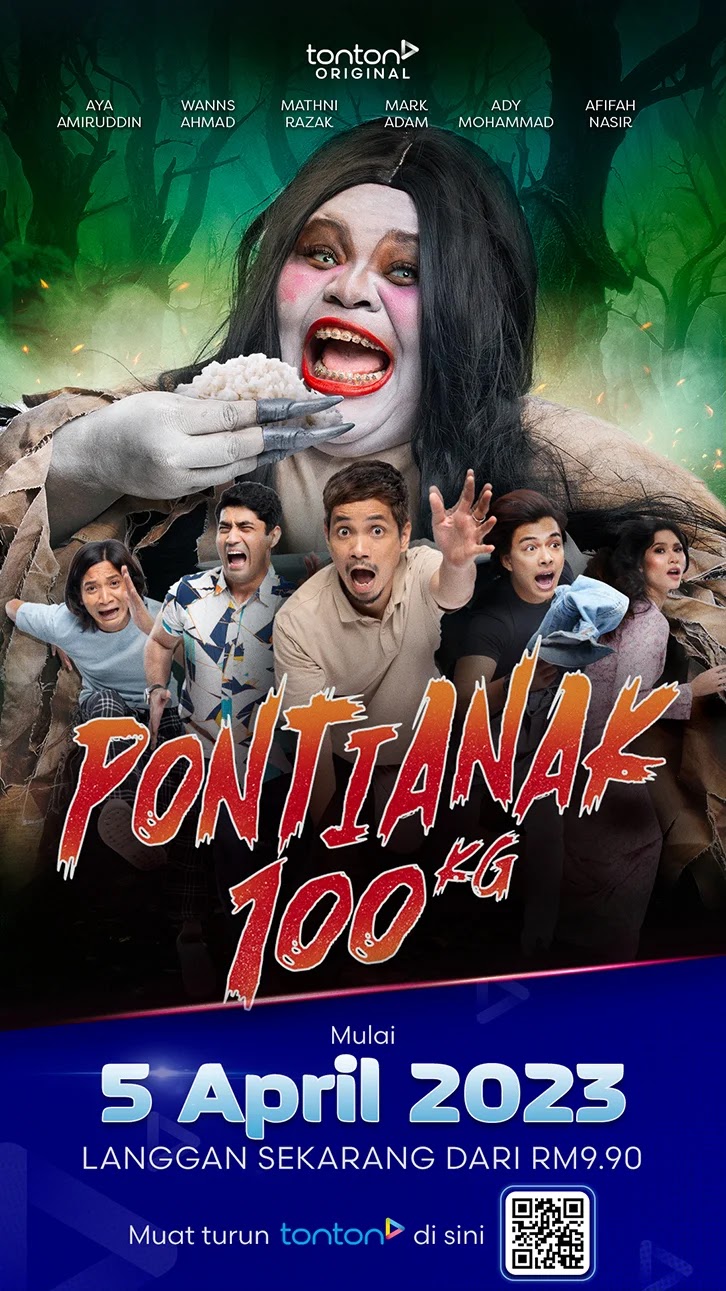 tonton
ORIGINAL
AYA AMIRUDDIN
WANNS AHMAD
MATHNI RAZAK
MARK ADAM
ADY MOHAMMAD
AFIFAH NASIR
PONTIANAK
100KG
Mulai
5 April 2023
LANGGAN SEKARANG DARI RM9.90
Muat turun tonton di sini